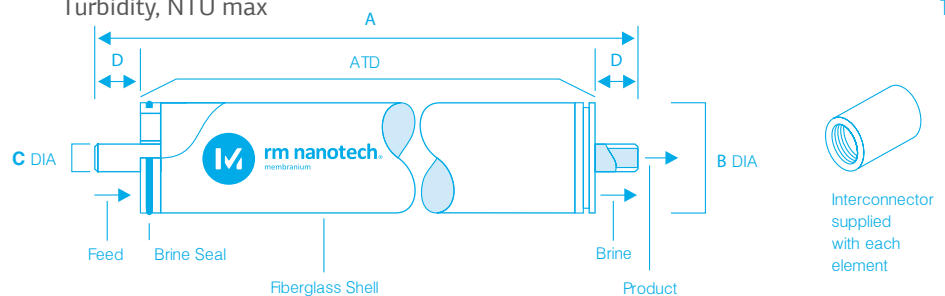 Turbidity, NTU max
A
D
ATD
D
C DIA
rm nanotech®
membranium
B DIA
Feed
Brine Seal
Brine
Fiberglass Shell
Product
Interconnector
supplied
with each
element